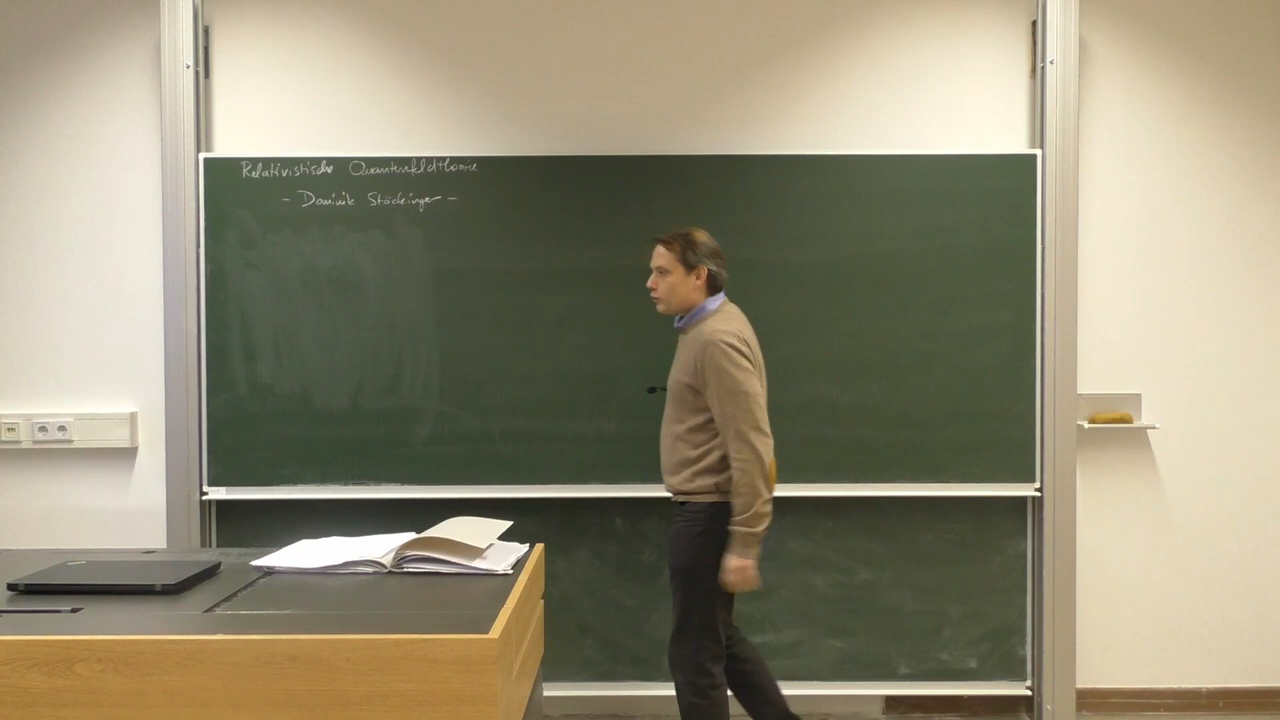 Relativistische Quantenfeldtheorie
- Dominik Stöckinger -